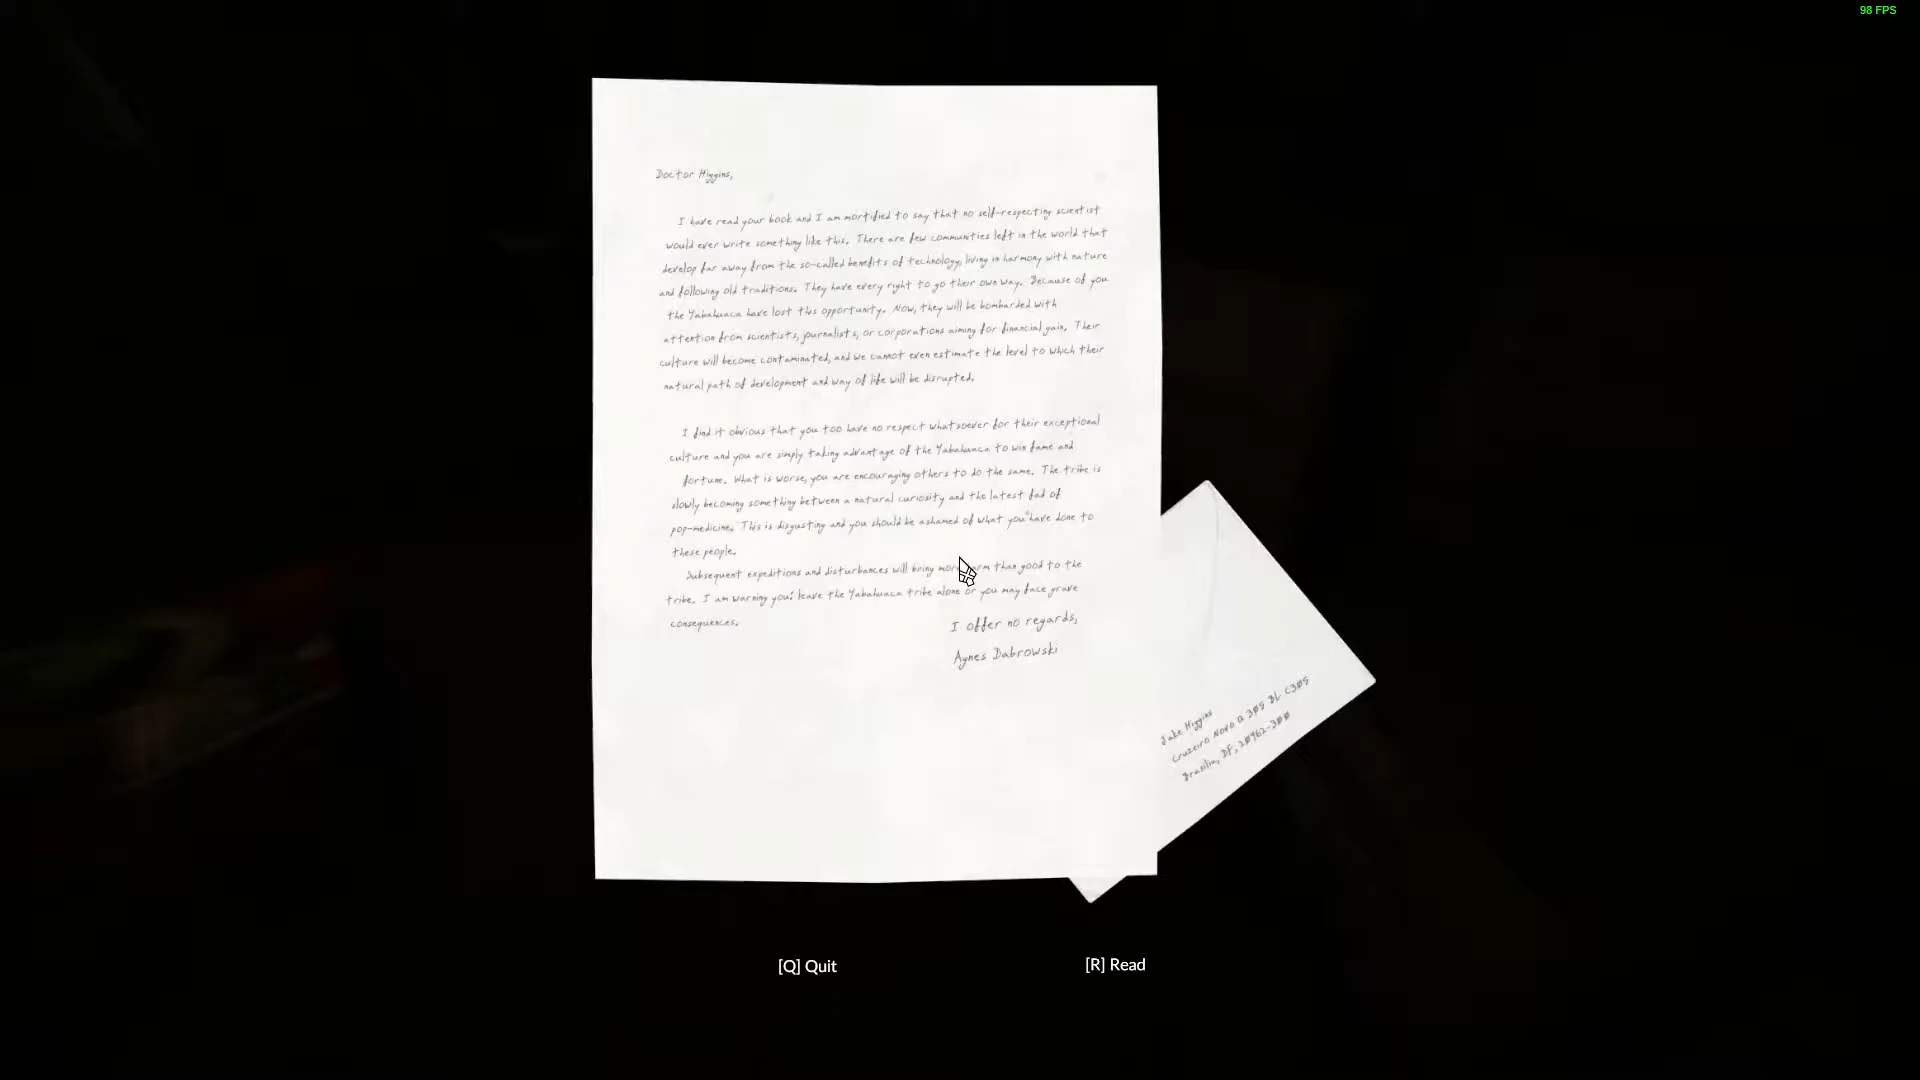 98 FPS
Doctor Higgins,
I have read your book and I am mortified to say that no self-respecting scientist
would ever write something like this. There are few communities left in the world that
develop far away from the so-called benefits of technology, living in harmony with nature
and following old traditions. They have every right to go their own way. Because of you
the Yabahuaca have lost this opportunity. Now, they will be bombarded with
attention from scientists, journalists, or corporations aiming for financial gain. Their
culture will become contaminated, and we cannot even estimate the level to which their
natural path of development and way of life will be disrupted.
I find it obvious that you too have no respect whatsoever for their exceptional
culture and you are simply taking advantage of the Yabahuaca to win fame and
fortune. What is worse, you are encouraging others to do the same. The tribe is
slowly becoming something between a natural curiosity and the latest fad of
pop-medicine. This is disgusting and you should be ashamed of what you have done to
these people.
Subsequent expeditions and disturbances will bring more than good to the
tribe. I am warning you: leave the Yabahuaca tribe alone or you may face grave
consequences.
I offer no regards,
Agnes Dabrowski
Jake Higgins
Cruzeiro Novo Q 305 BL C305
Brasilia, DF, 20962-300
[Q] Quit
[R] Read